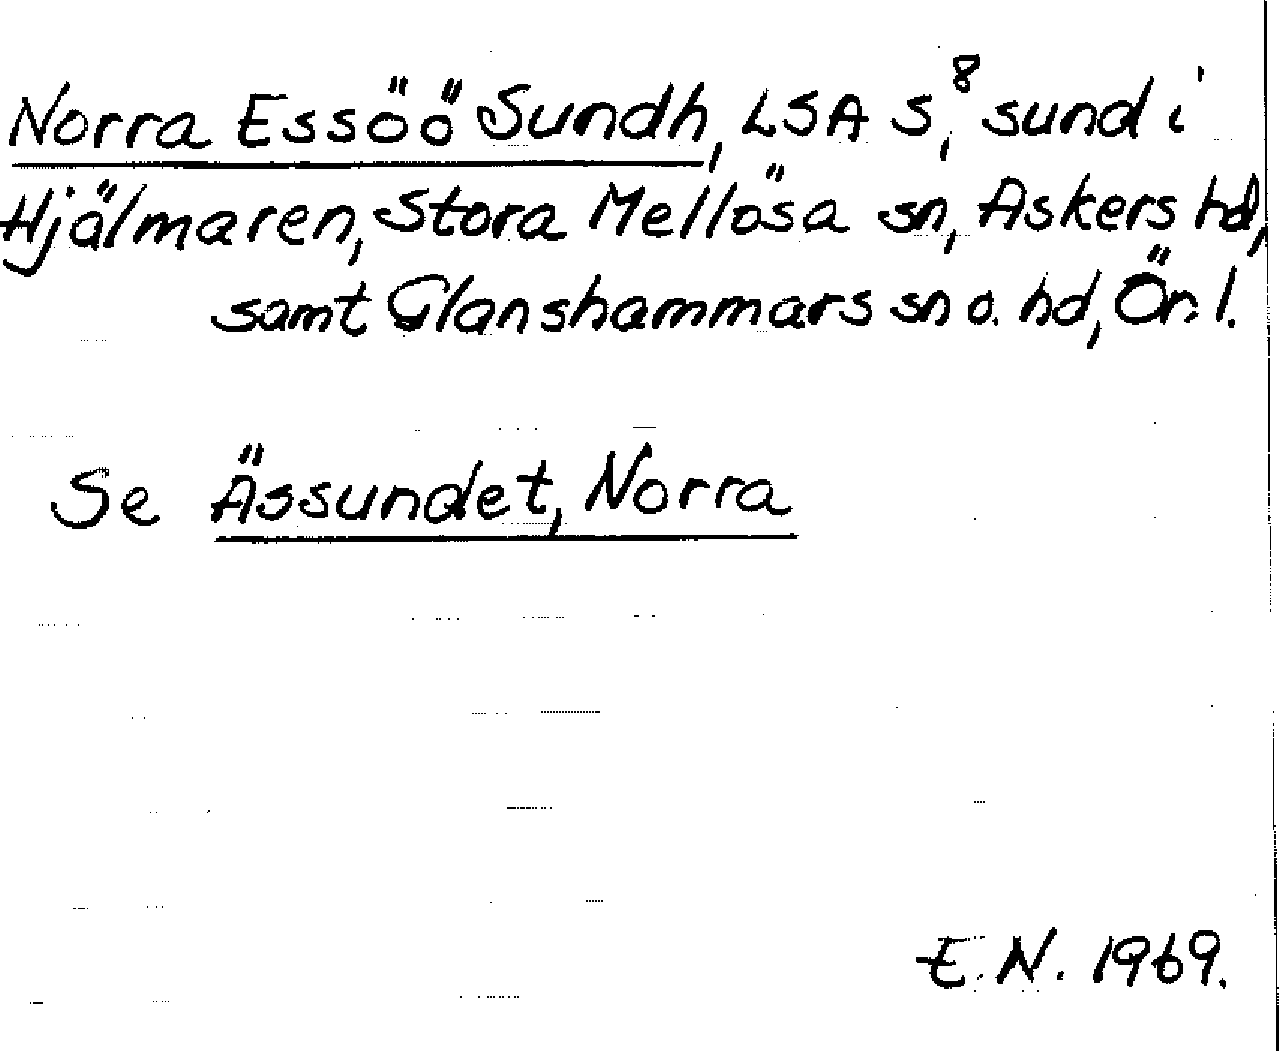 Norra Essöö Sundh, LSA S⁸, sund i
Hjälmaren, Stora Mellösa sn, Askers hd,
samt Glanshammars sn o. hd, Ör. l.
Se Ässundet, Norra
E.N. 1969.